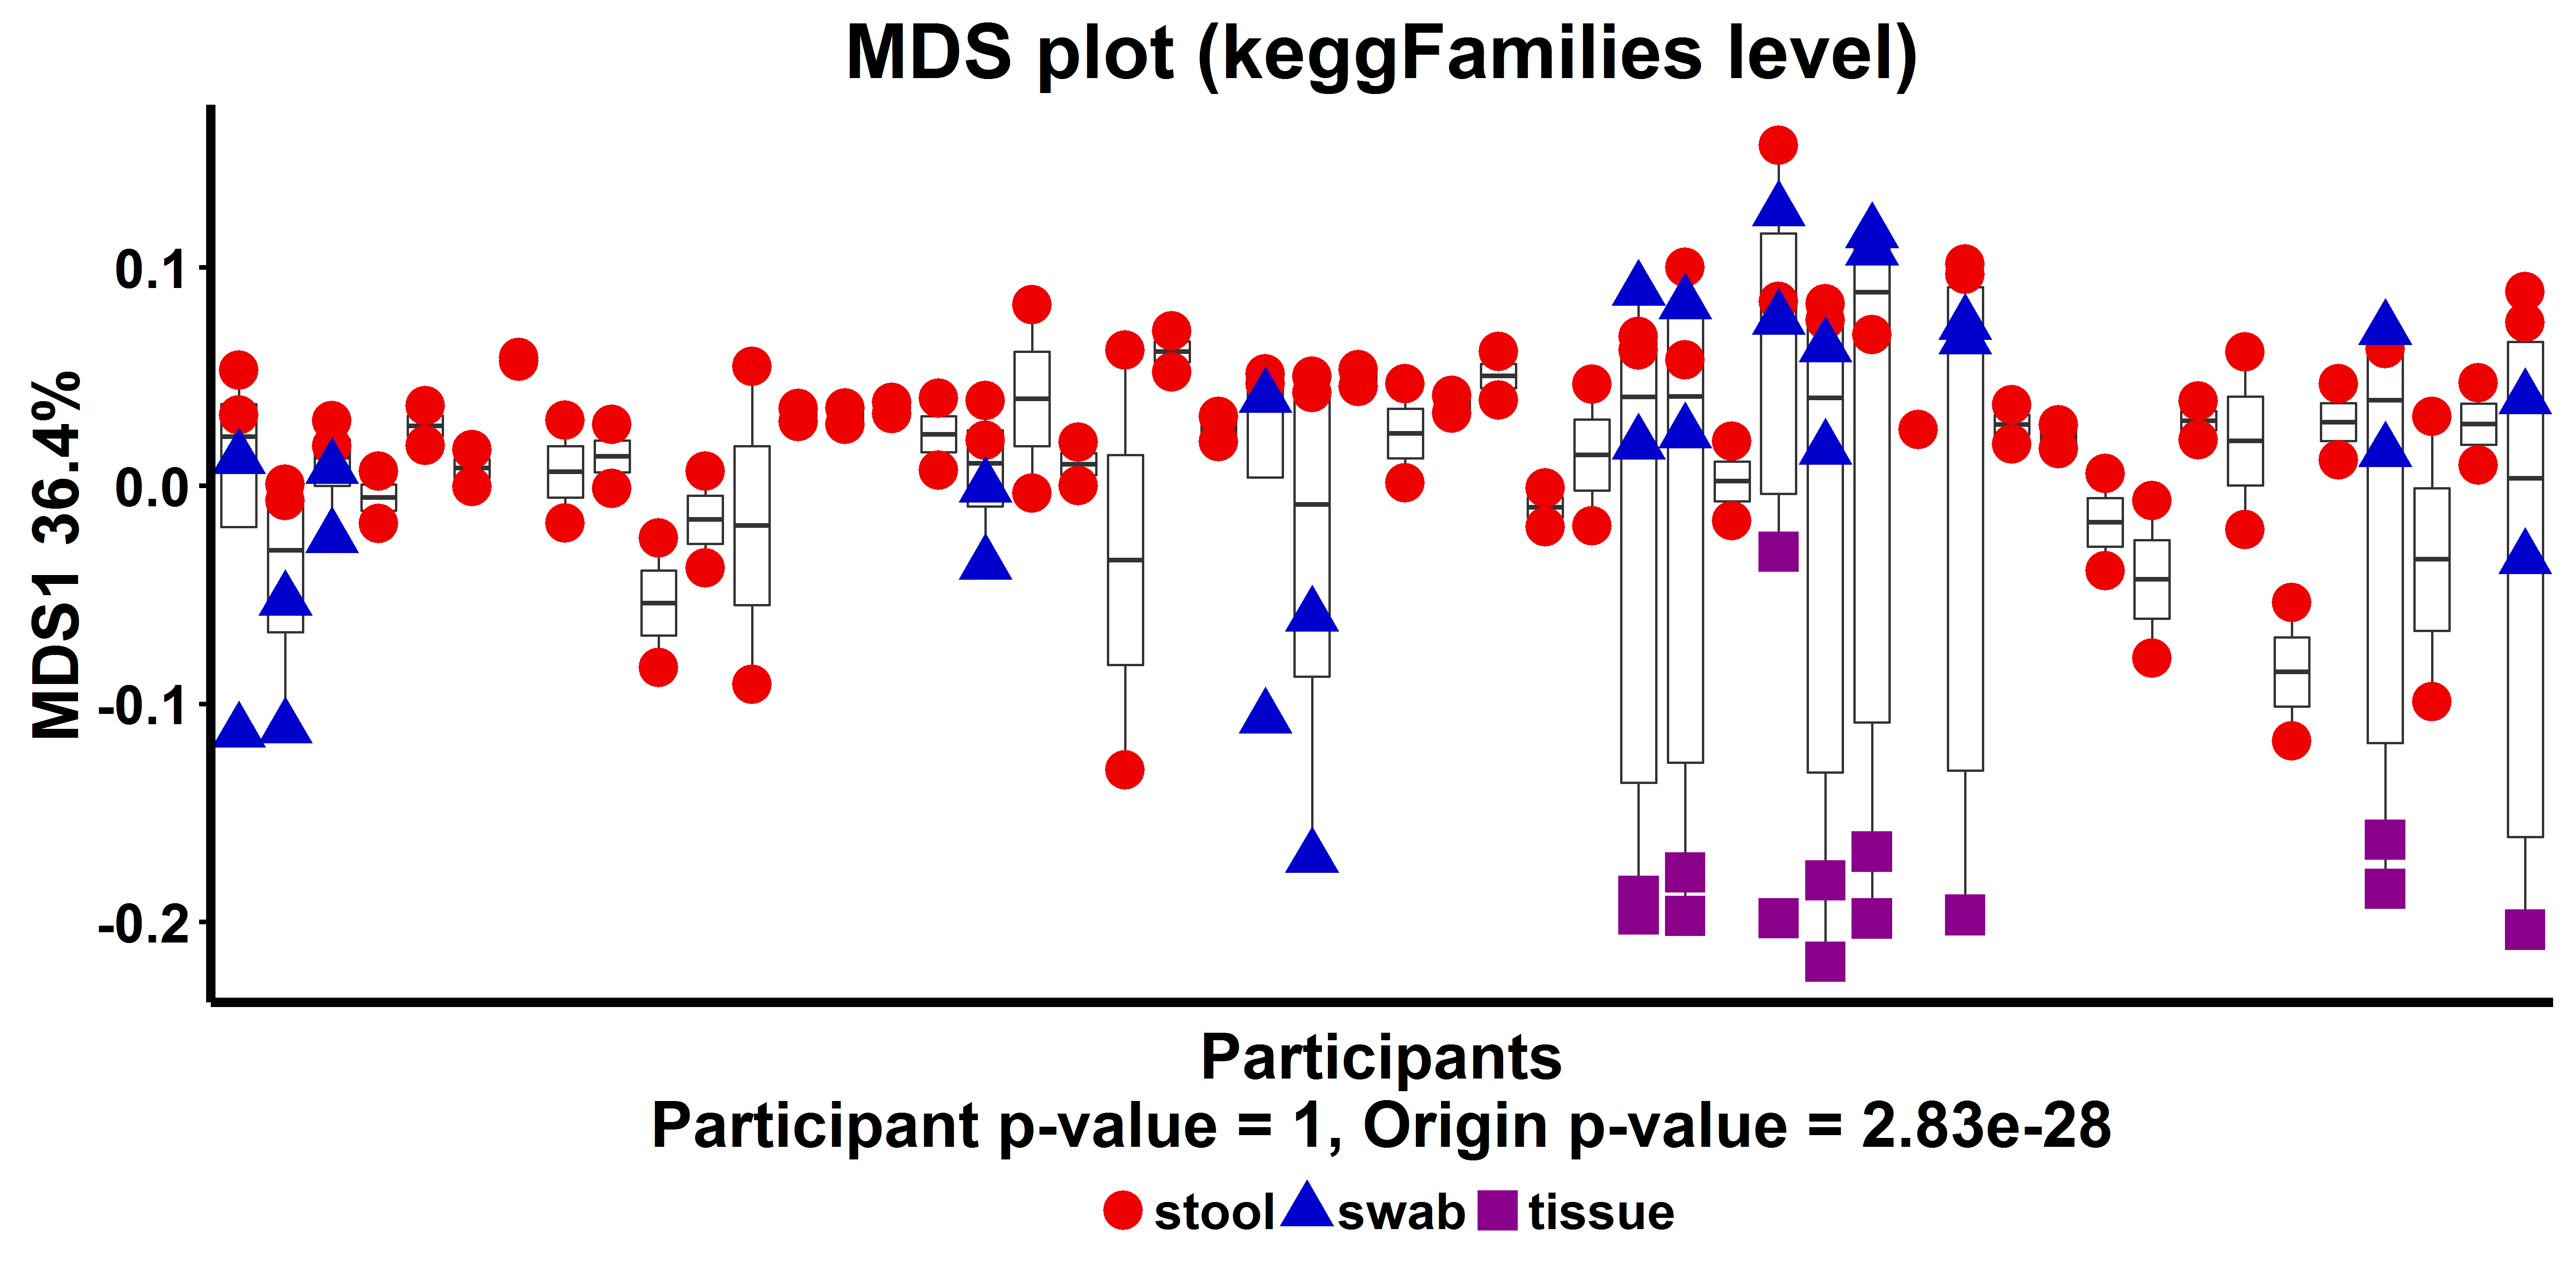 MDS plot (keggFamilies level)
MDS1 36.4%
0.1
0.0
-0.1
-0.2
Participants
Participant p-value = 1, Origin p-value = 2.83e-28
stool swab tissue